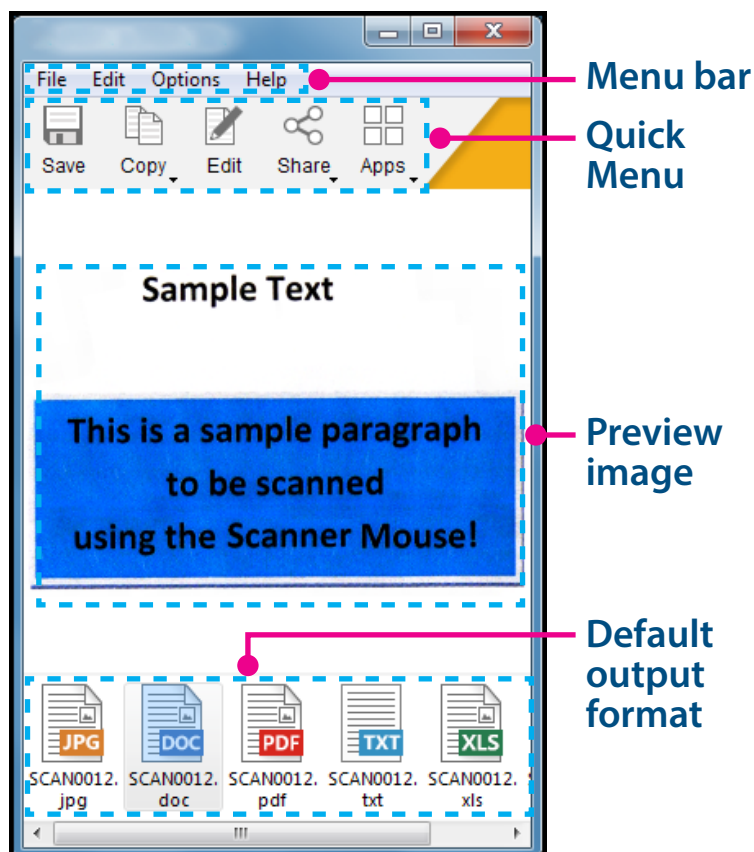 File Edit Options Help
Menu bar
Save Copy Edit Share Apps
Quick
Menu
Sample Text
This is a sample paragraph
to be scanned
using the Scanner Mouse!
Preview
image
Default
output
format
JPG DOC PDF TXT XLS
SCAN0012. SCAN0012. SCAN0012. SCAN0012. SCAN0012.
jpg doc pdf txt xls